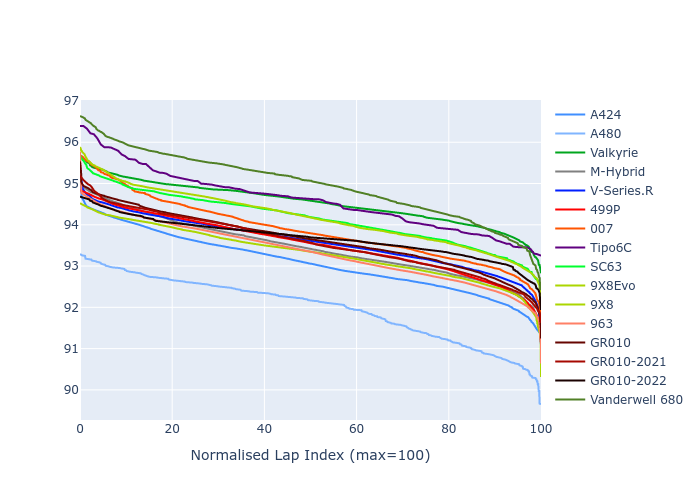 97
96
95
94
93
92
91
90
0
20
40
60
80
100
Normalised Lap Index (max=100)
A424
A480
Valkyrie
M-Hybrid
V-Series.R
499P
007
Tipo6C
SC63
9X8Evo
9X8
963
GR010
GR010-2021
GR010-2022
Vanderwell 680